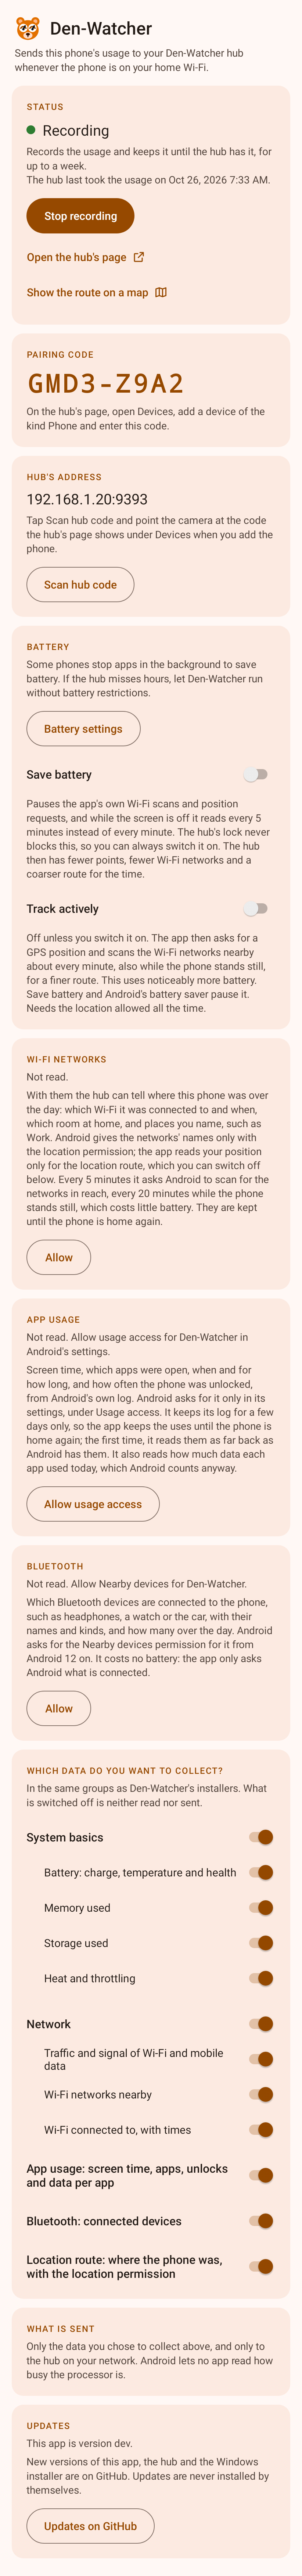 Den-Watcher
Sends this phone's usage to your Den-Watcher hub
whenever the phone is on your home Wi-Fi.
STATUS
Recording
Records the usage and keeps it until the hub has it, for
up to a week.
The hub last took the usage on Oct 26, 2026 7:33 AM.
Stop recording
Open the hub's page
Show the route on a map
PAIRING CODE
GMD3-Z9A2
On the hub's page, open Devices, add a device of the
kind Phone and enter this code.
HUB'S ADDRESS
192.168.1.20:9393
Tap Scan hub code and point the camera at the code
the hub's page shows under Devices when you add the
phone.
Scan hub code
BATTERY
Some phones stop apps in the background to save
battery. If the hub misses hours, let Den-Watcher run
without battery restrictions.
Battery settings
Save battery
Pauses the app's own Wi-Fi scans and position
requests, and while the screen is off it reads every 5
minutes instead of every minute. The hub's lock never
blocks this, so you can always switch it on. The hub
then has fewer points, fewer Wi-Fi networks and a
coarser route for the time.
Track actively
Off unless you switch it on. The app then asks for a
GPS position and scans the Wi-Fi networks nearby
about every minute, also while the phone stands still,
for a finer route. This uses noticeably more battery.
Save battery and Android's battery saver pause it.
Needs the location allowed all the time.
WI-FI NETWORKS
Not read.
With them the hub can tell where this phone was over
the day: which Wi-Fi it was connected to and when,
which room at home, and places you name, such as
Work. Android gives the networks' names only with
the location permission; the app reads your position
only for the location route, which you can switch off
below. Every 5 minutes it asks Android to scan for the
networks in reach, every 20 minutes while the phone
stands still, which costs little battery. They are kept
until the phone is home again.
Allow
APP USAGE
Not read. Allow usage access for Den-Watcher in
Android's settings.
Screen time, which apps were open, when and for
how long, and how often the phone was unlocked,
from Android's own log. Android asks for it only in its
settings, under Usage access. It keeps its log for a few
days only, so the app keeps the uses until the phone is
home again; the first time, it reads them as far back as
Android has them. It also reads how much data each
app used today, which Android counts anyway.
Allow usage access
BLUETOOTH
Not read. Allow Nearby devices for Den-Watcher.
Which Bluetooth devices are connected to the phone,
such as headphones, a watch or the car, with their
names and kinds, and how many over the day. Android
asks for the Nearby devices permission for it from
Android 12 on. It costs no battery: the app only asks
Android what is connected.
Allow
WHICH DATA DO YOU WANT TO COLLECT?
In the same groups as Den-Watcher's installers. What
is switched off is neither read nor sent.
System basics
Battery: charge, temperature and health
Memory used
Storage used
Heat and throttling
Network
Traffic and signal of Wi-Fi and mobile
data
Wi-Fi networks nearby
Wi-Fi connected to, with times
App usage: screen time, apps, unlocks
and data per app
Bluetooth: connected devices
Location route: where the phone was,
with the location permission
WHAT IS SENT
Only the data you chose to collect above, and only to
the hub on your network. Android lets no app read how
busy the processor is.
UPDATES
This app is version dev.
New versions of this app, the hub and the Windows
installer are on GitHub. Updates are never installed by
themselves.
Updates on GitHub